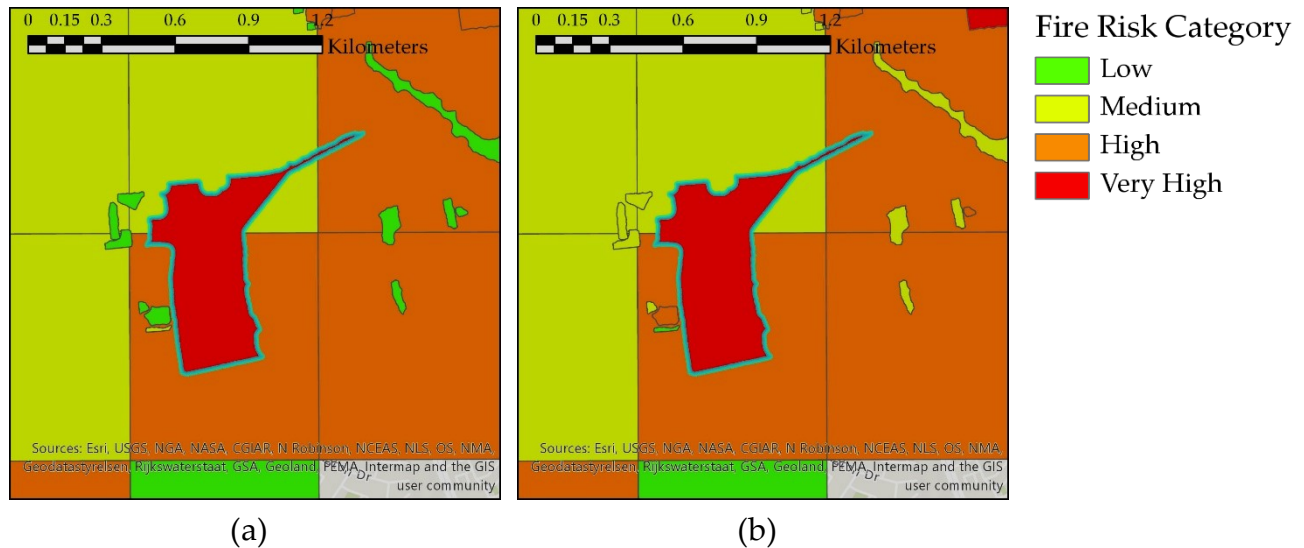 0 0.15 0.3 0.6 0.9 1.2
Kilometers
Sources: Esri, USGS, NGA, NASA, CGIAR, N Robinson, NCEAS, NLS, OS, NMA,
Geodatastyrelsen, Rijkswaterstaat, GSA, Geoland, FEMA, Intermap and the GIS
user community
Dr
(a)
0 0.15 0.3 0.6 0.9 1.2
Kilometers
Sources: Esri, USGS, NGA, NASA, CGIAR, N Robinson, NCEAS, NLS, OS, NMA,
Geodatastyrelsen, Rijkswaterstaat, GSA, Geoland, FEMA, Intermap and the GIS
user community
Dr
(b)
Fire Risk Category
Low
Medium
High
Very High